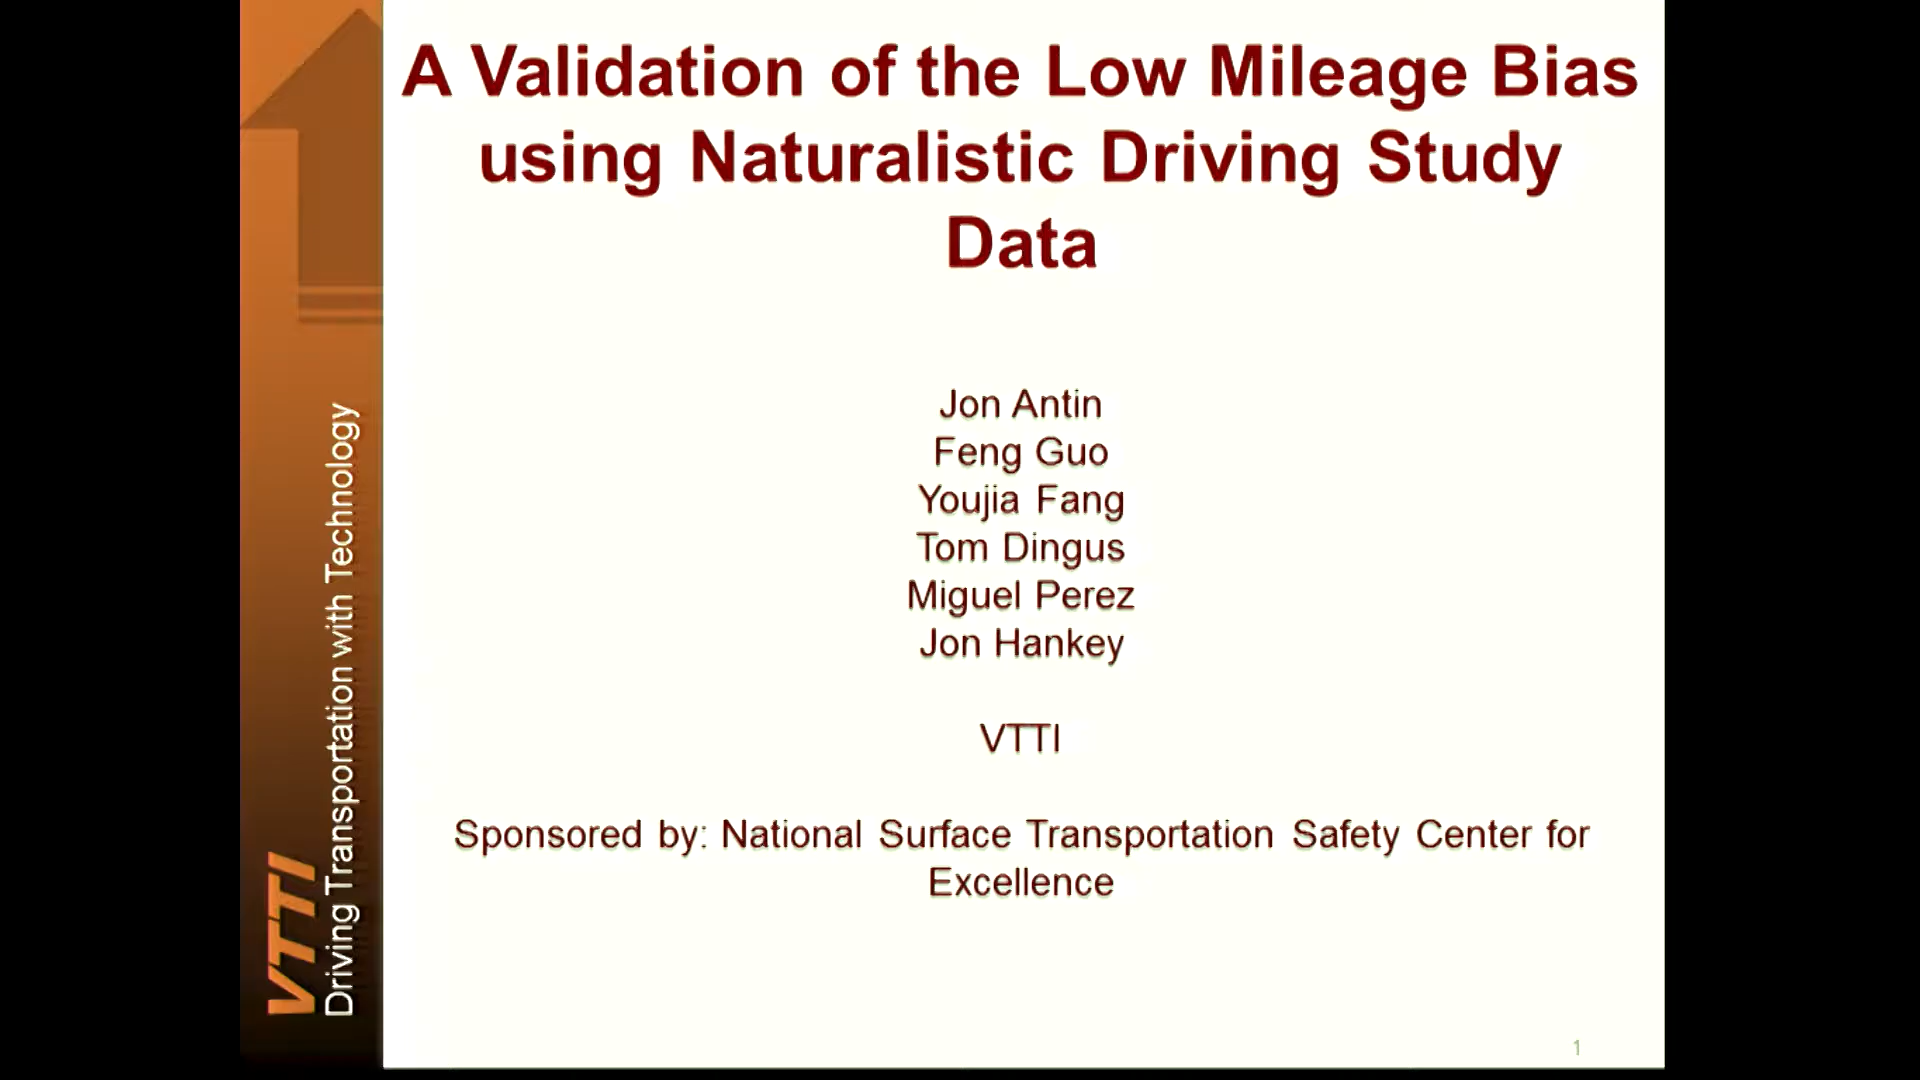 A Validation of the Low Mileage Bias
using Naturalistic Driving Study
Data
Jon Antin
Feng Guo
Youjia Fang
Tom Dingus
Miguel Perez
Jon Hankey
VTTI
Sponsored by: National Surface Transportation Safety Center for
Excellence
VTTI
Driving Transportation with Technology
1